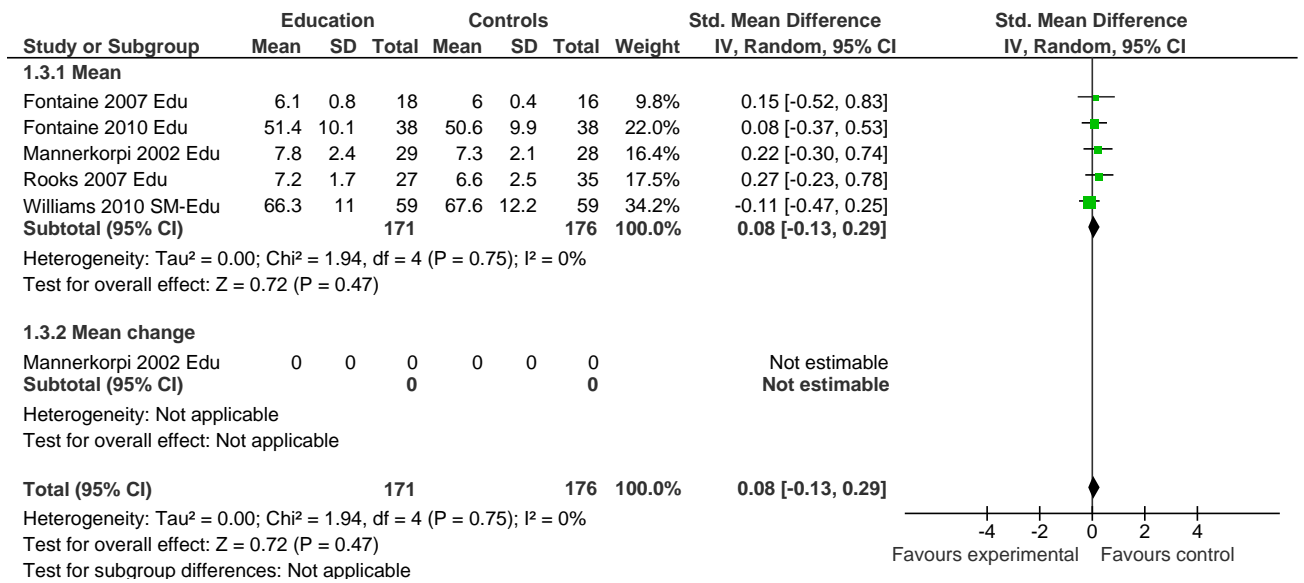 Education Controls Std. Mean Difference Std. Mean Difference
Study or Subgroup Mean SD Total Mean SD Total Weight IV, Random, 95% CI IV, Random, 95% CI
1.3.1 Mean
Fontaine 2007 Edu 6.1 0.8 18 6 0.4 16 9.8% 0.15 [-0.52, 0.83]
Fontaine 2010 Edu 51.4 10.1 38 50.6 9.9 38 22.0% 0.08 [-0.37, 0.53]
Mannerkorpi 2002 Edu 7.8 2.4 29 7.3 2.1 28 16.4% 0.22 [-0.30, 0.74]
Rooks 2007 Edu 7.2 1.7 27 6.6 2.5 35 17.5% 0.27 [-0.23, 0.78]
Williams 2010 SM-Edu 66.3 11 59 67.6 12.2 59 34.2% -0.11 [-0.47, 0.25]
Subtotal (95% CI) 171 176 100.0% 0.08 [-0.13, 0.29]
Heterogeneity: Tau² = 0.00; Chi² = 1.94, df = 4 (P = 0.75); I² = 0%
Test for overall effect: Z = 0.72 (P = 0.47)
1.3.2 Mean change
Mannerkorpi 2002 Edu 0 0 0 0 0 0 Not estimable
Subtotal (95% CI) 0 0 Not estimable
Heterogeneity: Not applicable
Test for overall effect: Not applicable
Total (95% CI) 171 176 100.0% 0.08 [-0.13, 0.29]
Heterogeneity: Tau² = 0.00; Chi² = 1.94, df = 4 (P = 0.75); I² = 0%
Test for overall effect: Z = 0.72 (P = 0.47)
Test for subgroup differences: Not applicable
-4 -2 0 2 4
Favours experimental Favours control